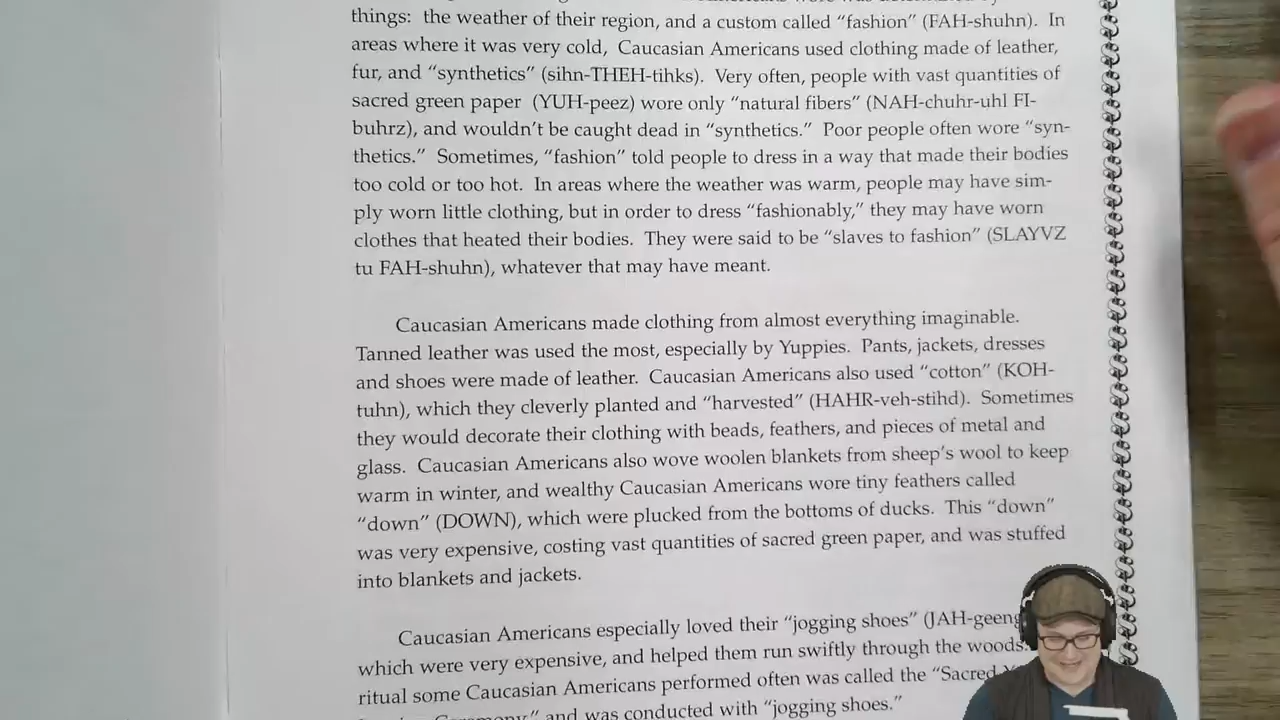 things: the weather of their region, and a custom called “fashion” (FAH-shuhn). In
areas where it was very cold, Caucasian Americans used clothing made of leather,
fur, and “synthetics” (sihn-THEH-tihks). Very often, people with vast quantities of
sacred green paper (YUH-peez) wore only “natural fibers” (NAH-chuhr-uhl FI-
buhrz), and wouldn’t be caught dead in “synthetics.” Poor people often wore “syn-
thetics.” Sometimes, “fashion” told people to dress in a way that made their bodies
too cold or too hot. In areas where the weather was warm, people may have sim-
ply worn little clothing, but in order to dress “fashionably,” they may have worn
clothes that heated their bodies. They were said to be “slaves to fashion” (SLAYVZ
tu FAH-shuhn), whatever that may have meant.
Caucasian Americans made clothing from almost everything imaginable.
Tanned leather was used the most, especially by Yuppies. Pants, jackets, dresses
and shoes were made of leather. Caucasian Americans also used “cotton” (KOH-
tuhn), which they cleverly planted and “harvested” (HAHR-veh-stihd). Sometimes
they would decorate their clothing with beads, feathers, and pieces of metal and
glass. Caucasian Americans also wove woolen blankets from sheep’s wool to keep
warm in winter, and wealthy Caucasian Americans wore tiny feathers called
“down” (DOWN), which were plucked from the bottoms of ducks. This “down”
was very expensive, costing vast quantities of sacred green paper, and was stuffed
into blankets and jackets.
Caucasian Americans especially loved their “jogging shoes” (JAH-geeng
which were very expensive, and helped them run swiftly through the woods.
ritual some Caucasian Americans performed often was called the “Sacred
and was conducted with “jogging shoes.”